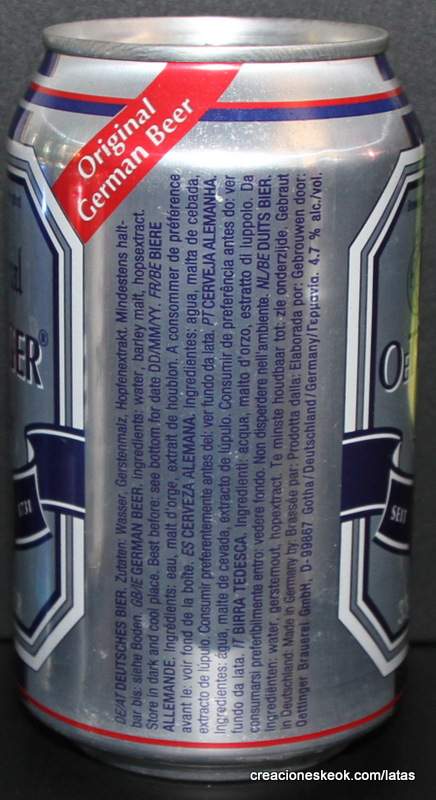 Original
German Beer
DE/AT DEUTSCHES BIER. Zutaten: Wasser, Gerstenmalz, Hopfenextrakt. Mindestens halt-
bar bis: siehe Boden. GB/IE GERMAN BEER, Ingredients: water, barley malt, hopsextract.
Store in dark and cool place. Best before: see bottom for date DD/MM/YY. FR/BE BIERE
ALLEMANDE. Ingrédients: eau, malt d'orge, extrait de houblon. A consommer de préférence
avant le: voir fond de la boîte. ES CERVEZA ALEMANA. Ingredientes: agua, malta de cebada,
extracto de lúpulo. Consumir preferentemente antes del: ver fundo da lata. PT CERVEJA ALEMANHA.
Ingredientes: agua, malte de cevada, extracto de lúpulo. Consumir de preferência antes do: ver
fundo da lata. IT BIRRA TEDESCA. Ingredienti: acqua, malto d'orzo, estratto di luppolo. Da
consumarsi preferibilmente entro: vedere fondo. Non disperdere nell'ambiente. NL/BE DUITS BIER.
Ingrediënten: water, gerstemout, hopextract. Te minste houdbaar tot: zie onderzijde. Gebraut
in Deutschland. Made in Germany by: Brassée par: Prodotta dalla: Elaborada por: Gebrouwen door:
Oettinger Brauerei GmbH, D-99867 Gotha/Deutschland/Germany/Γερμανία. 4.7 % alc./vol.
GER®
1731
OE
SEIT
creacioneskeok.com/latas